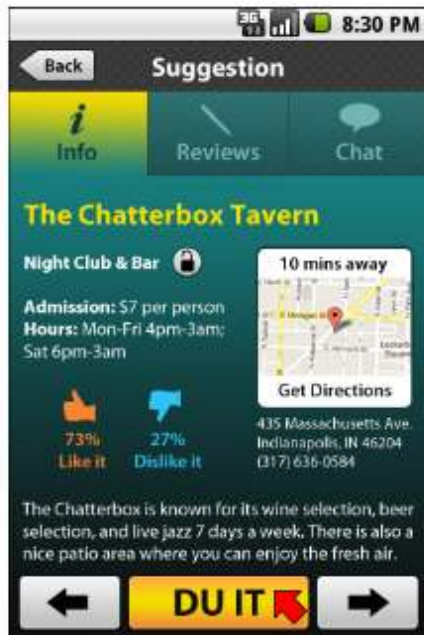 3G
8:30 PM
Back
Suggestion
i
Info
Reviews
Chat
The Chatterbox Tavern
Night Club & Bar
Admission: $7 per person
Hours: Mon-Fri 4pm-3am;
Sat 6pm-3am
10 mins away
Get Directions
73%
Like it
27%
Dislike it
435 Massachusetts Ave.
Indianapolis, IN 46204
(317) 636-0584
The Chatterbox is known for its wine selection, beer
selection, and live jazz 7 days a week. There is also a
nice patio area where you can enjoy the fresh air.
DU IT